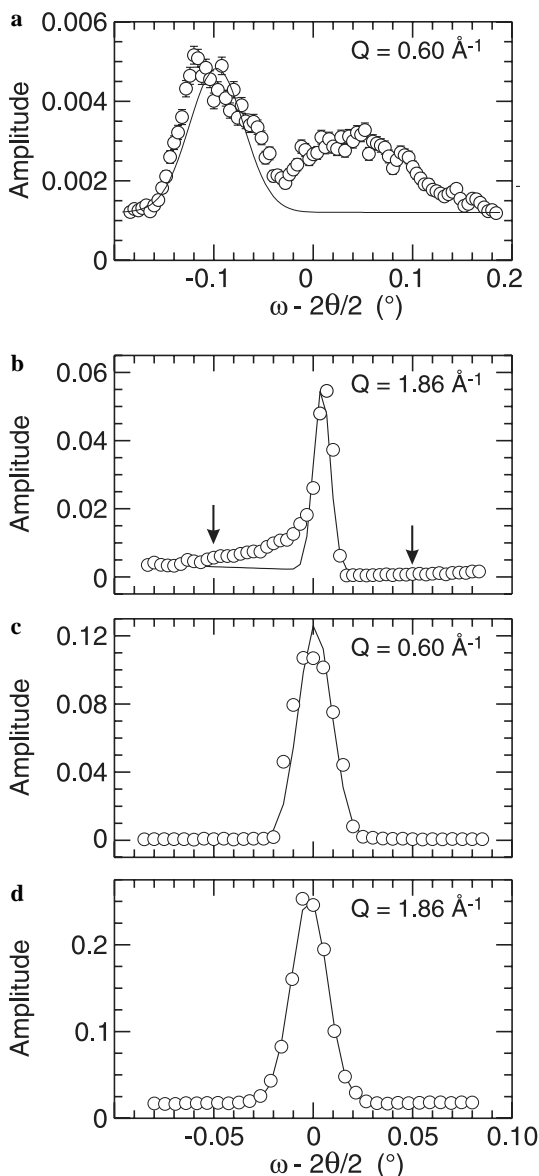 a
0.006
Q = 0.60 Å-1
0.004
0.002
0
Amplitude
-0.1
0
0.1
0.2
ω - 2θ/2 (°)
b
0.06
Q = 1.86 Å-1
0.04
0.02
0
Amplitude
c
0.12
Q = 0.60 Å-1
0.08
0.04
0
Amplitude
d
Q = 1.86 Å-1
0.2
0.1
0
Amplitude
-0.05
0
0.05
0.10
ω - 2θ/2 (°)